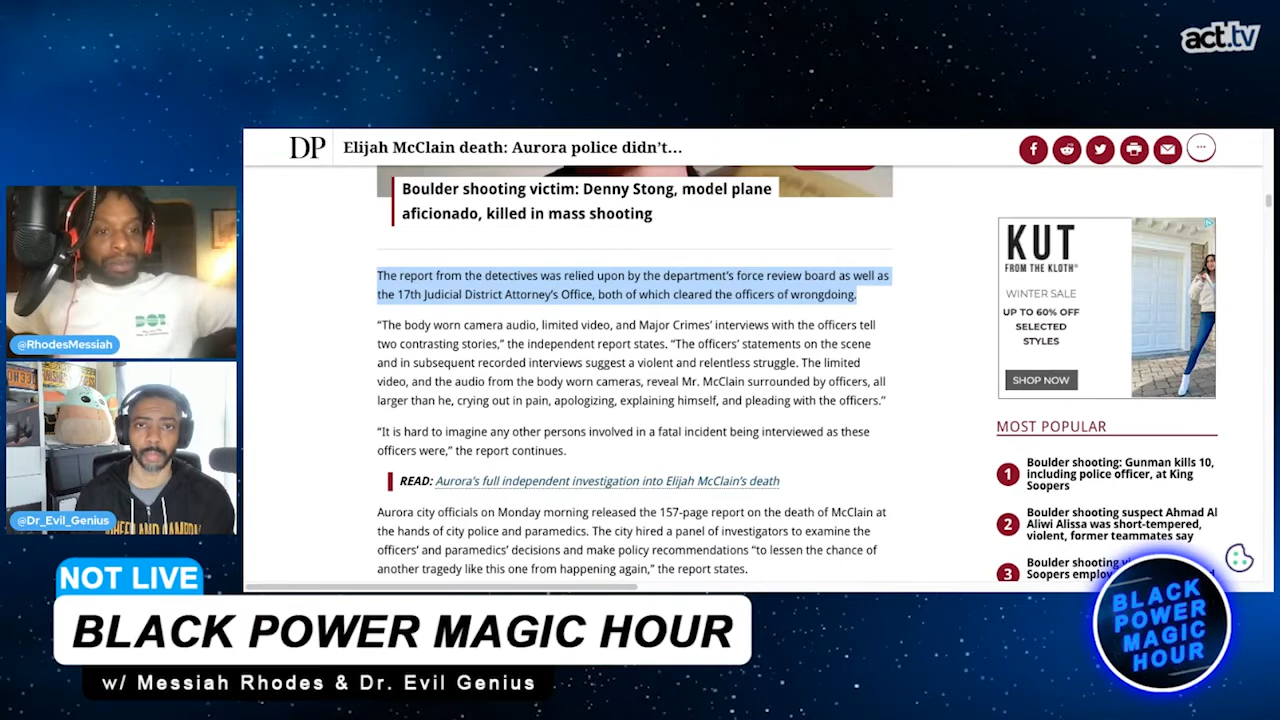 act.tv
DP
Elijah McClain death: Aurora police didn't...
Boulder shooting victim: Denny Stong, model plane
aficionado, killed in mass shooting
The report from the detectives was relied upon by the department's force review board as well as
the 17th Judicial District Attorney's Office, both of which cleared the officers of wrongdoing.
"The body worn camera audio, limited video, and Major Crimes' interviews with the officers tell
two contrasting stories," the independent report states. "The officers' statements on the scene
and in subsequent recorded interviews suggest a violent and relentless struggle. The limited
video, and the audio from the body worn cameras, reveal Mr. McClain surrounded by officers, all
larger than he, crying out in pain, apologizing, explaining himself, and pleading with the officers."
"It is hard to imagine any other persons involved in a fatal incident being interviewed as these
officers were," the report continues.
READ: Aurora's full independent investigation into Elijah McClain's death
Aurora city officials on Monday morning released the 157-page report on the death of McClain at
the hands of city police and paramedics. The city hired a panel of investigators to examine the
officers' and paramedics' decisions and make policy recommendations "to lessen the chance of
another tragedy like this one from happening again," the report states.
KUT
FROM THE KLOTH®
WINTER SALE
UP TO 60% OFF
SELECTED
STYLES
SHOP NOW
MOST POPULAR
1
Boulder shooting: Gunman kills 10,
including police officer, at King
Soopers
2
Boulder shooting suspect Ahmad Al
Aliwi Alissa was short-tempered,
violent, former teammates say
3
Boulder shooting
Soopers
DOT
@RhodesMessiah
@Dr_Evil_Genius
NOT LIVE
BLACK POWER MAGIC HOUR
w/ Messiah Rhodes & Dr. Evil Genius
BLACK
POWER
MAGIC
HOUR